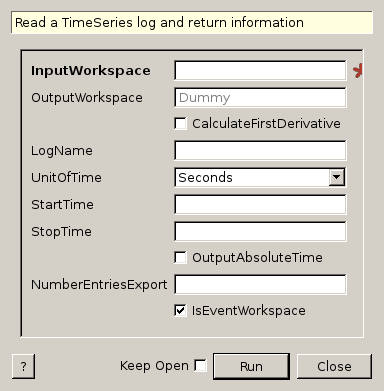 Read a TimeSeries log and return information
InputWorkspace
OutputWorkspace Dummy
CalculateFirstDerivative
LogName
UnitOfTime Seconds
StartTime
StopTime
OutputAbsoluteTime
NumberEntriesExport
IsEventWorkspace
? Keep Open Run Close